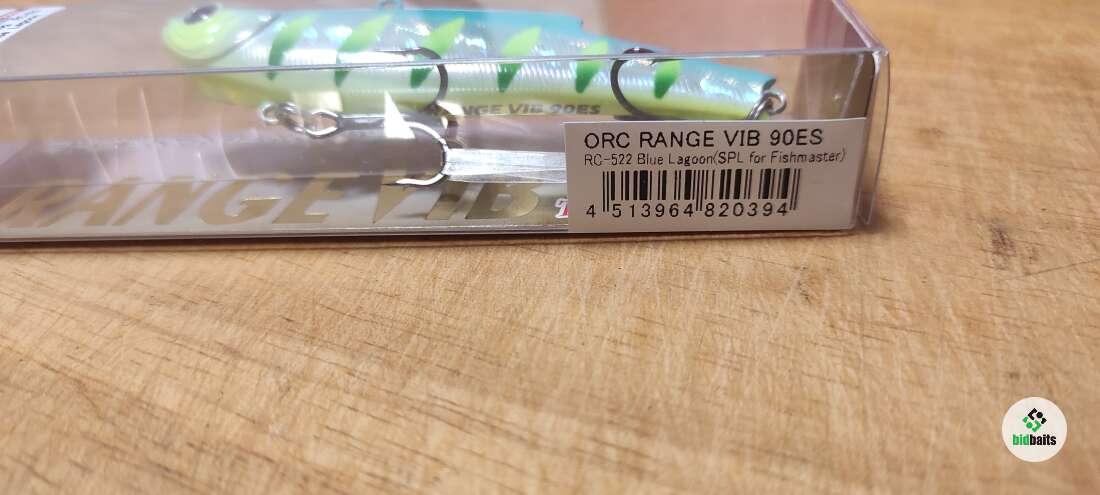 RANGE VIB 90ES
ORC RANGE VIB 90ES
RC-522 Blue Lagoon(SPL for Fishmaster)
4 513964 820394
RANGE VIB
bidbaits